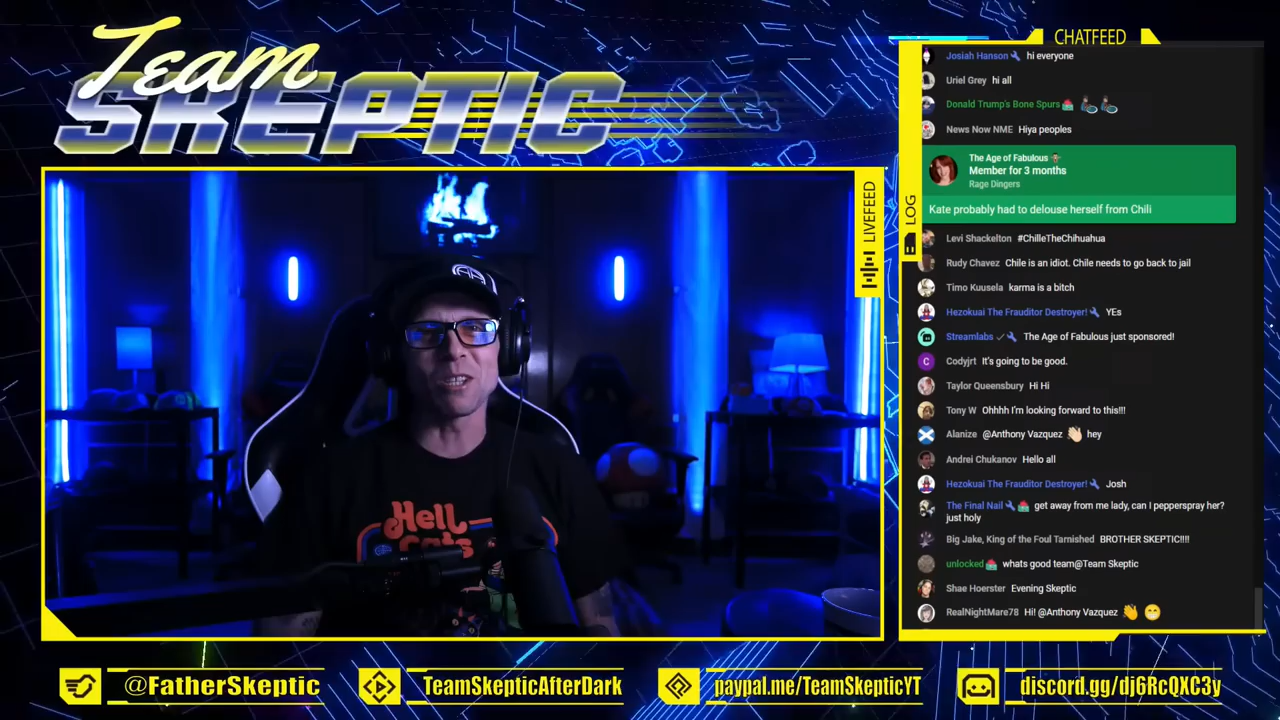 Team
SKEPTIC
CHATFEED
LIVEFEED
LOG
Josiah Hanson hi everyone
Uriel Grey hi all
Donald Trump's Bone Spurs
News Now NME Hiya peoples
The Age of Fabulous
Member for 3 months
Rage Dingers
Kate probably had to delouse herself from Chili
Levi Shackelton #ChilleTheChihuahua
Rudy Chavez Chile is an idiot. Chile needs to go back to jail
Timo Kuusela karma is a bitch
Hezokuai The Frauditor Destroyer! YEs
Streamlabs The Age of Fabulous just sponsored!
C Codyjrt It's going to be good.
Taylor Queensbury Hi Hi
Tony W Ohhhh I'm looking forward to this!!!
Alanize @Anthony Vazquez hey
Andrei Chukanov Hello all
Hezokuai The Frauditor Destroyer! Josh
The Final Nail get away from me lady, can I pepperspray her?
just holy
Big Jake, King of the Foul Tarnished BROTHER SKEPTIC!!!!
unlocked whats good team@Team Skeptic
Shae Hoerster Evening Skeptic
RealNightMare78 Hi! @Anthony Vazquez
Hell
cats
@FatherSkeptic
TeamSkepticAfterDark
paypal.me/TeamSkepticYT
discord.gg/dj6RcQXC3v